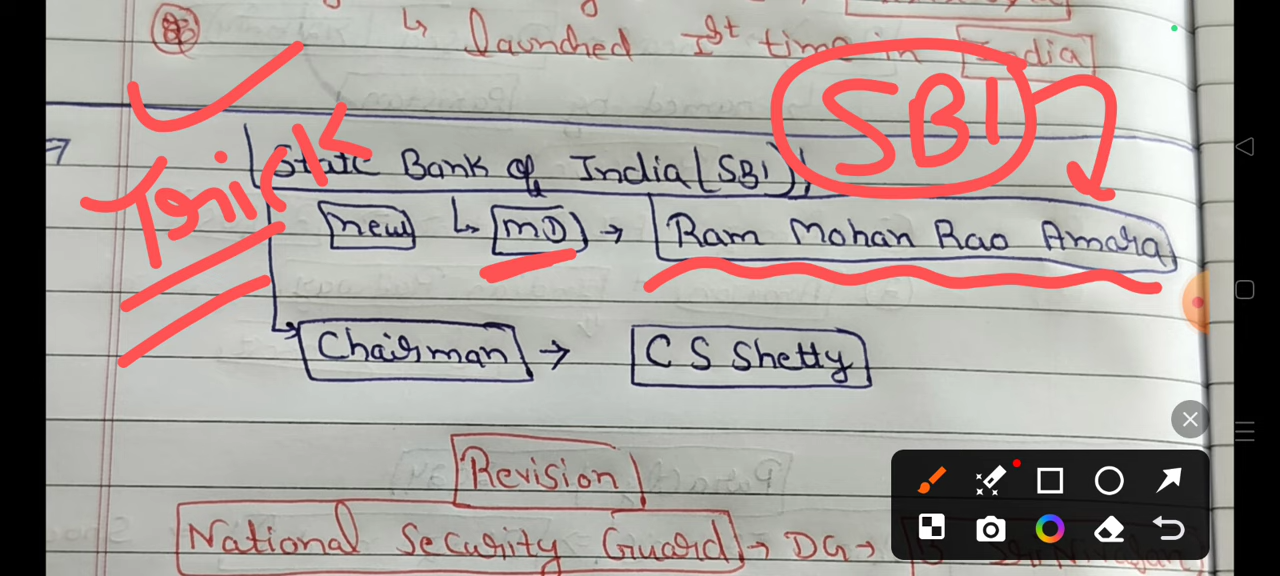 ↳ launched Ist time in India
SBI
Trick
State Bank of India (SBI),
new ↳ MD → Ram Mohan Rao Amara
Chairman → C S Shetty
Revision
National Security Guard → DG →